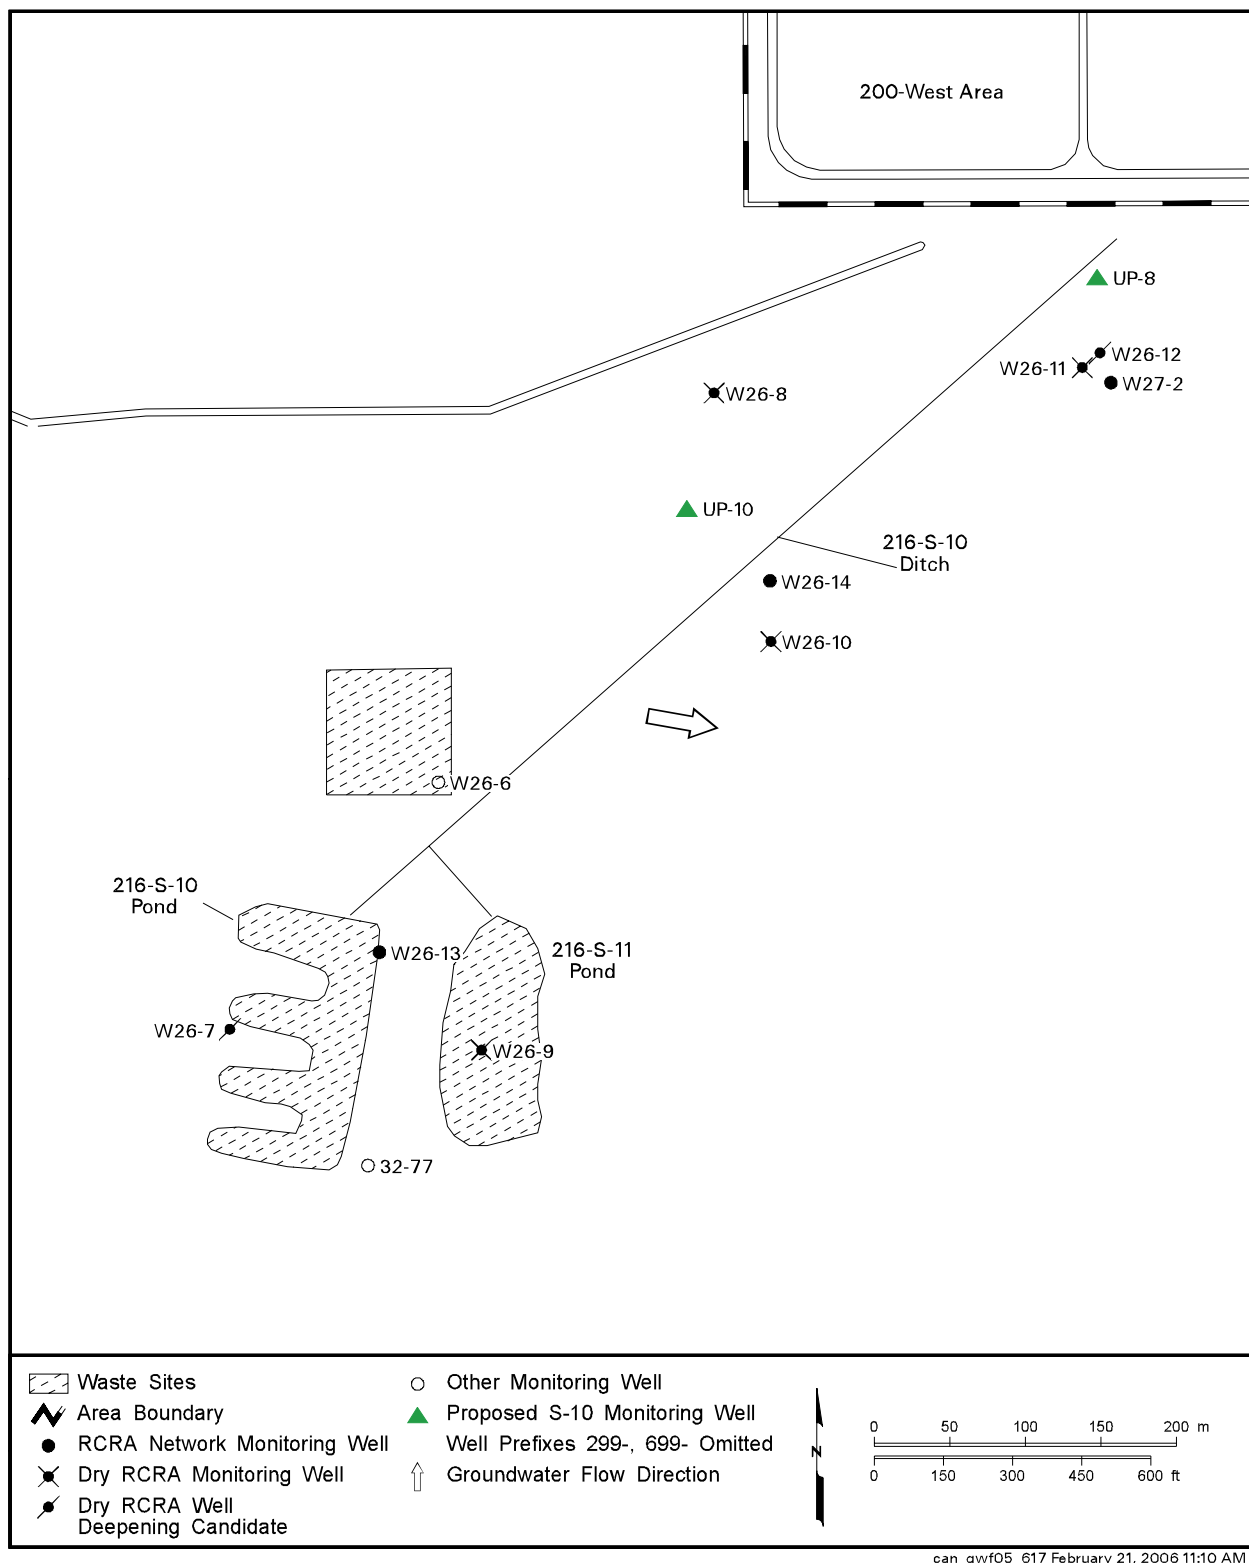 200-West Area
UP-8
W26-12
W26-11
W27-2
W26-8
UP-10
216-S-10
Ditch
W26-14
W26-10
W26-6
216-S-10
Pond
W26-13
216-S-11
Pond
W26-7
W26-9
32-77
Waste Sites
Area Boundary
RCRA Network Monitoring Well
Dry RCRA Monitoring Well
Dry RCRA Well
Deepening Candidate
Other Monitoring Well
Proposed S-10 Monitoring Well
Well Prefixes 299-, 699- Omitted
Groundwater Flow Direction
N
0 50 100 150 200 m
0 150 300 450 600 ft
can_gwf05_617 February 21, 2006 11:10 AM